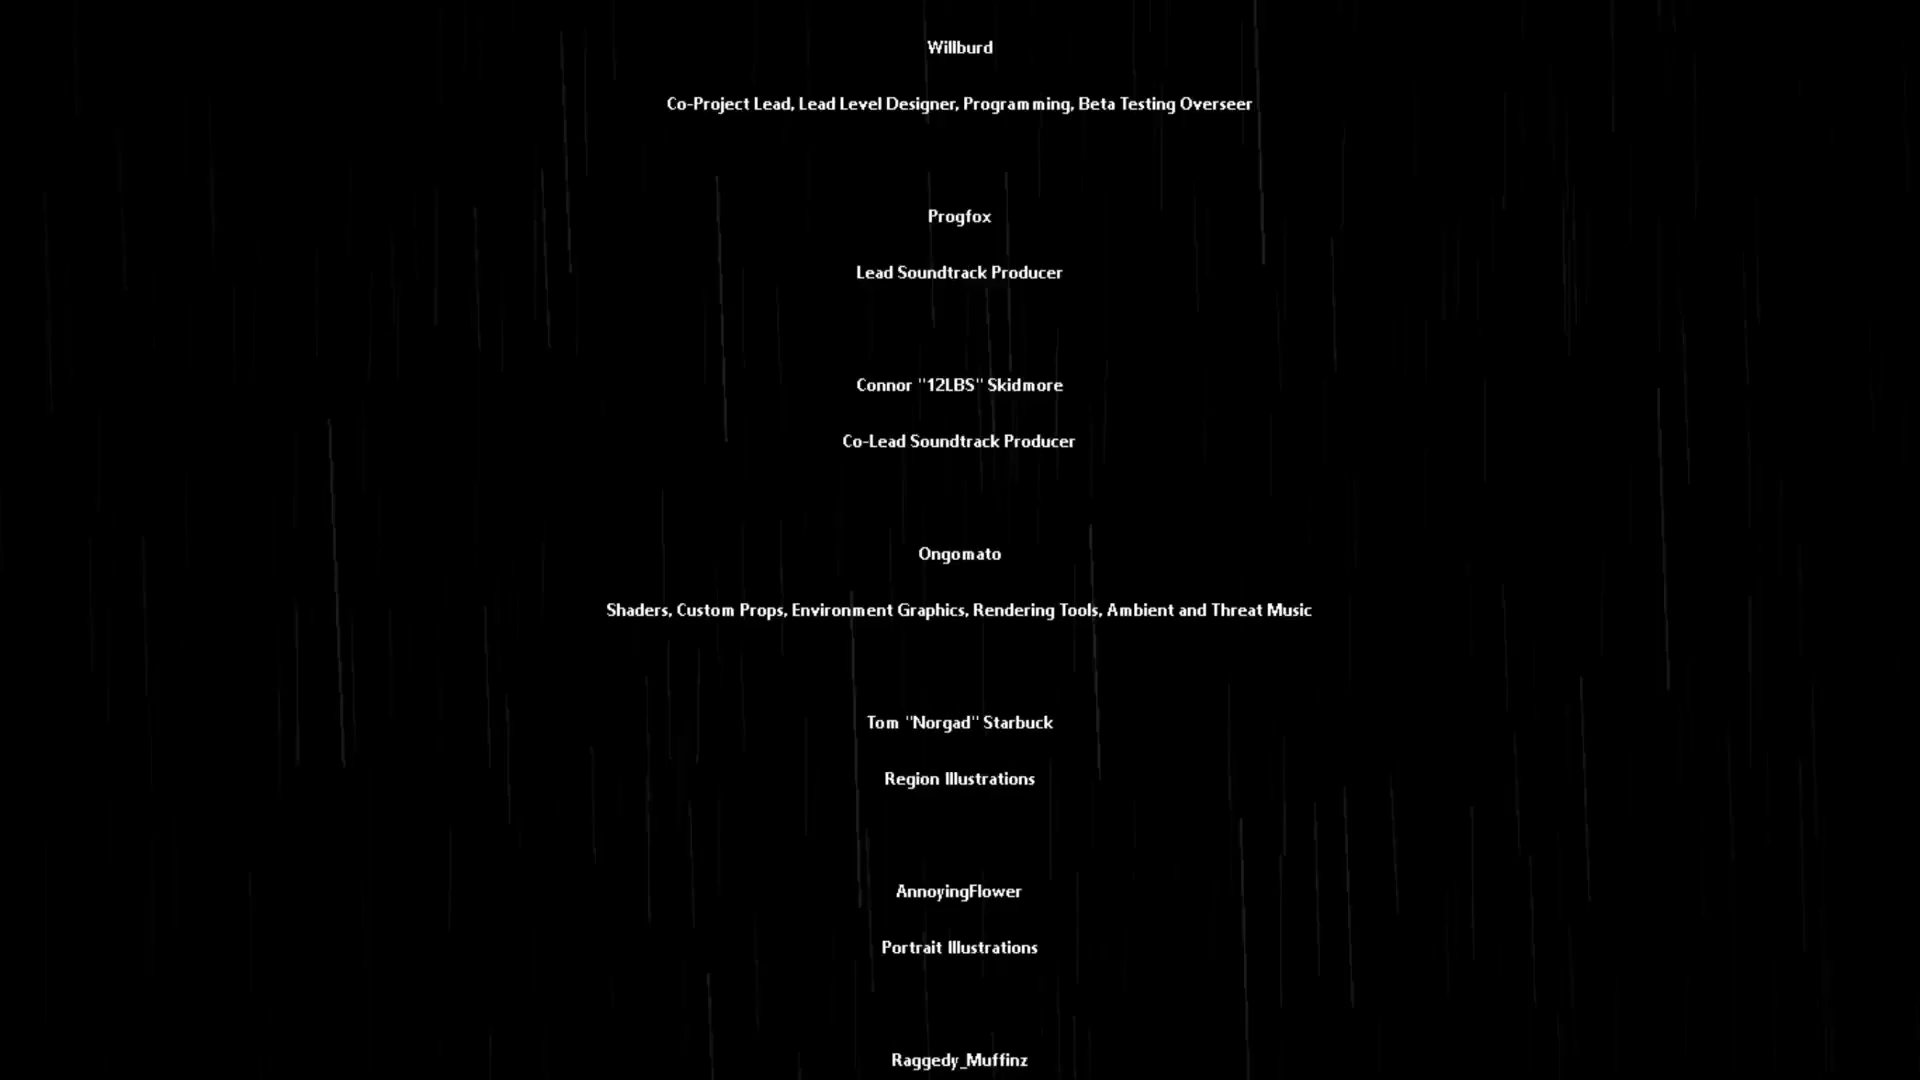 Willburd
Co-Project Lead, Lead Level Designer, Programming, Beta Testing Overseer
Progfox
Lead Soundtrack Producer
Connor "12LBS" Skidmore
Co-Lead Soundtrack Producer
Ongomato
Shaders, Custom Props, Environment Graphics, Rendering Tools, Ambient and Threat Music
Tom "Norgad" Starbuck
Region Illustrations
AnnoyingFlower
Portrait Illustrations
Raggedy_Muffinz